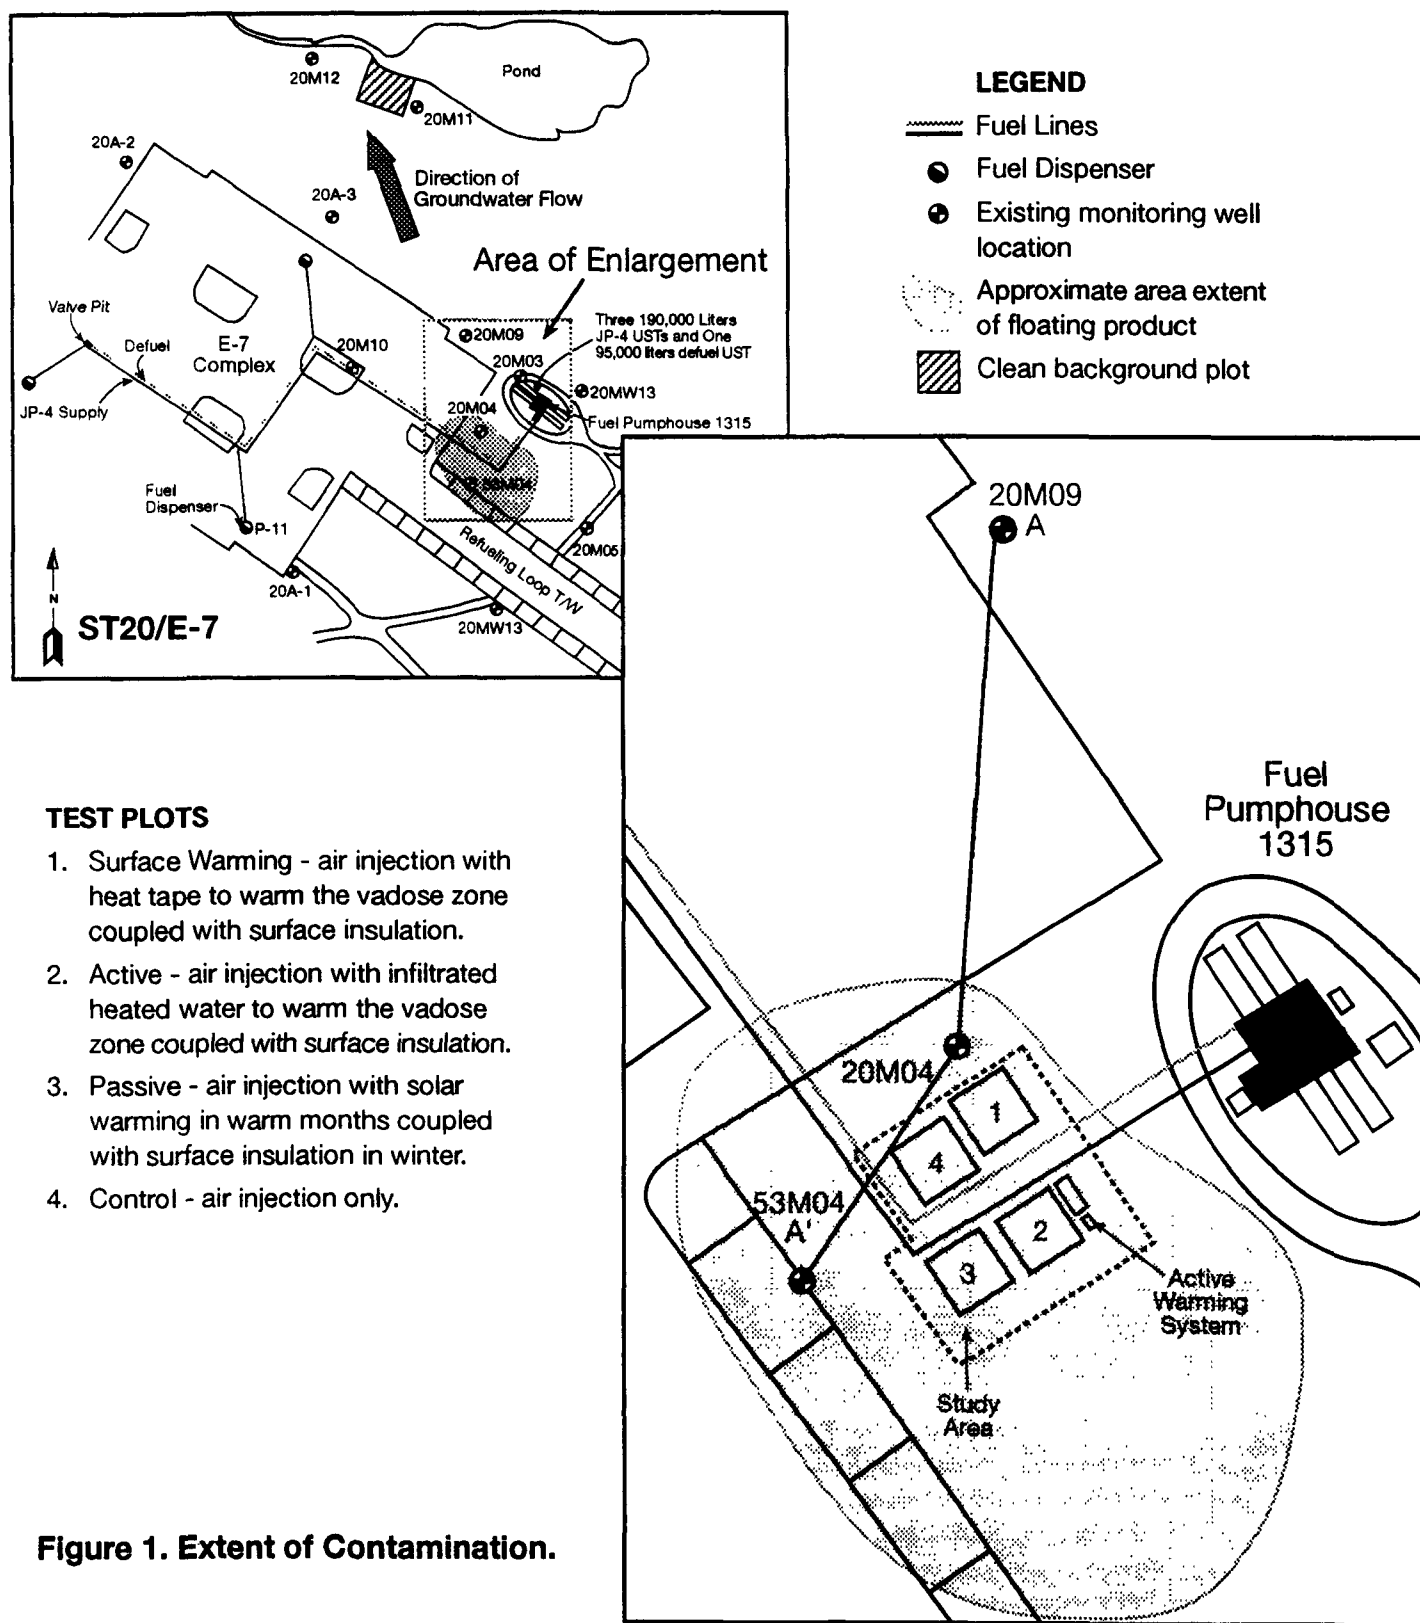 20M12
Pond
20M11
20A-2
Direction of
Groundwater Flow
20A-3
Area of Enlargement
Valve Pit
Defuel
E-7
Complex
20M10
20M09
Three 190,000 Liters
JP-4 USTs and One
95,000 liters defuel UST
20M03
20MW13
JP-4 Supply
20M04
Fuel Pumphouse 1315
53M04
Fuel
Dispenser
P-11
20M05
Refueling Loop T/W
20A-1
20MW13
N
ST20/E-7
LEGEND
Fuel Lines
Fuel Dispenser
Existing monitoring well
location
Approximate area extent
of floating product
Clean background plot
TEST PLOTS
1. Surface Warming - air injection with
heat tape to warm the vadose zone
coupled with surface insulation.
2. Active - air injection with infiltrated
heated water to warm the vadose
zone coupled with surface insulation.
3. Passive - air injection with solar
warming in warm months coupled
with surface insulation in winter.
4. Control - air injection only.
20M09
A
Fuel
Pumphouse
1315
20M04
1
4
53M04
A'
2
3
Active
Warming
System
Study
Area
Figure 1. Extent of Contamination.